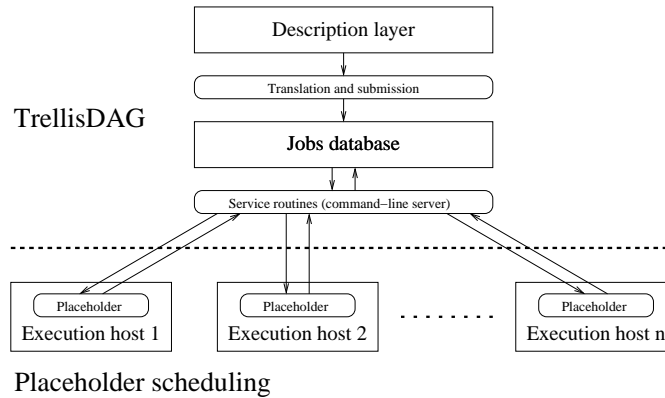 Description layer
Translation and submission
TrellisDAG
Jobs database
Service routines (command−line server)
Placeholder
Placeholder
Placeholder
Execution host 1
Execution host 2
Execution host n
Placeholder scheduling